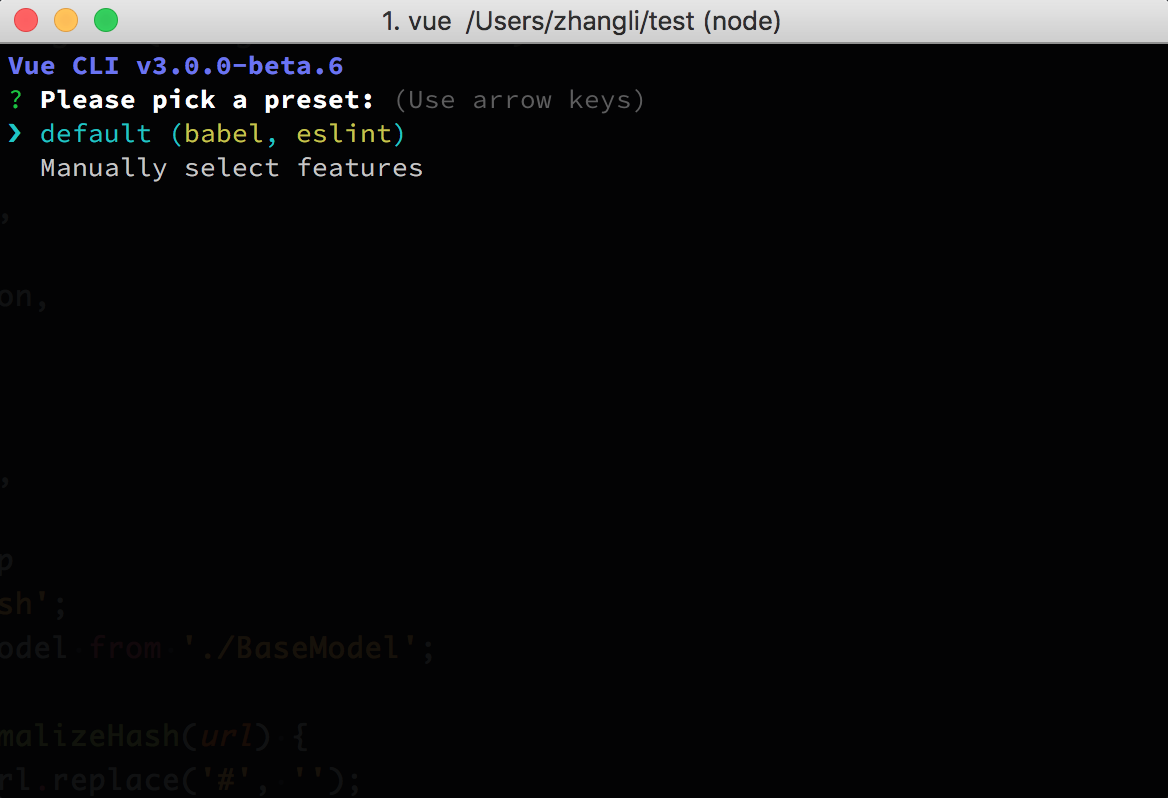 1. vue /Users/zhangli/test (node)
Vue CLI v3.0.0-beta.6
? Please pick a preset: (Use arrow keys)
❯ default (babel, eslint)
Manually select features
,
on,
,
p
sh';
odel from './BaseModel';
malizeHash(url) {
rl.replace('#', '');